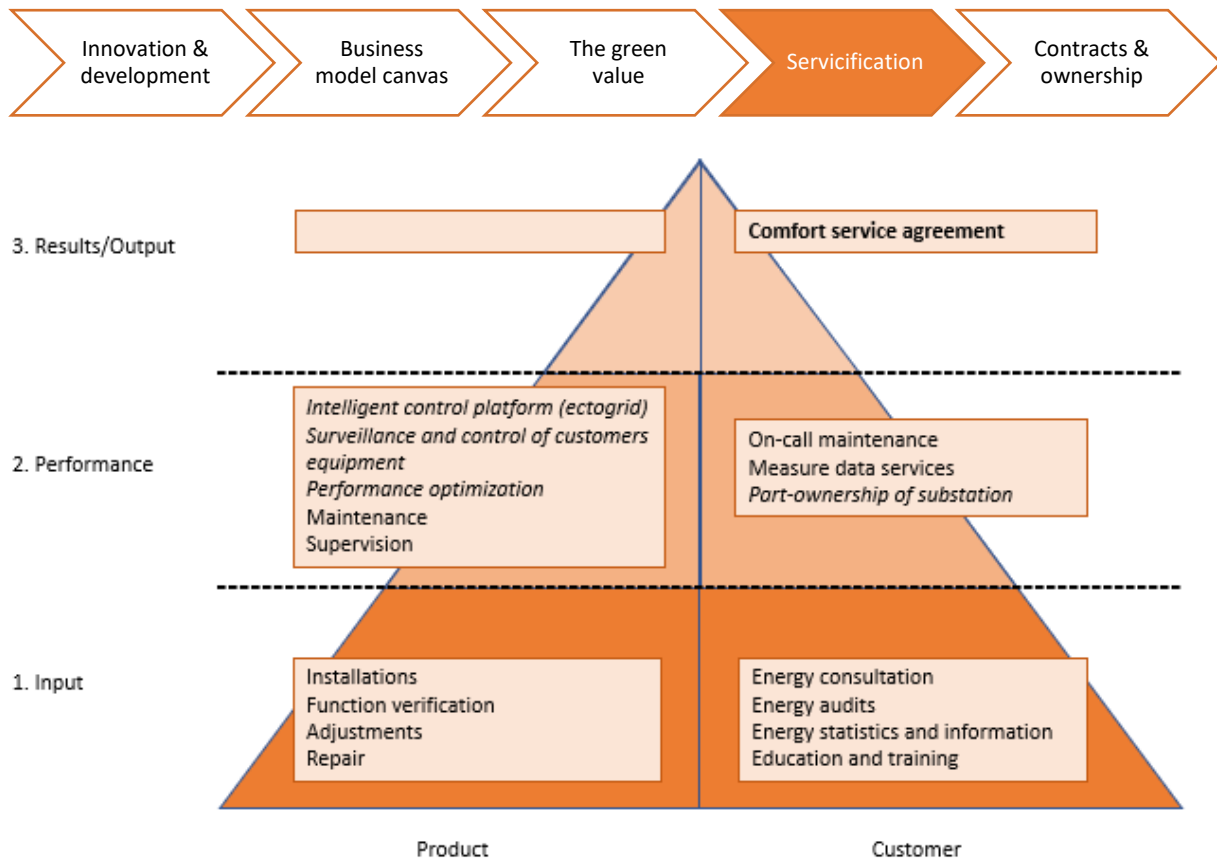 Innovation &
development
Business
model canvas
The green
value
Servicification
Contracts &
ownership
3. Results/Output
Comfort service agreement
2. Performance
Intelligent control platform (ectogrid)
Surveillance and control of customers
equipment
Performance optimization
Maintenance
Supervision
On-call maintenance
Measure data services
Part-ownership of substation
1. Input
Installations
Function verification
Adjustments
Repair
Energy consultation
Energy audits
Energy statistics and information
Education and training
Product
Customer